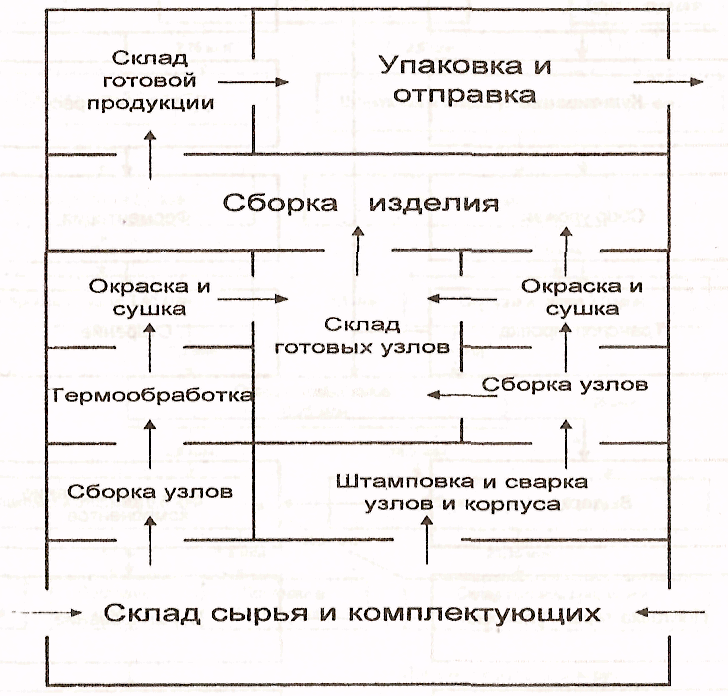 Склад
готовой
продукции
Упаковка и
отправка
Сборка изделия
Окраска и
сушка
Склад
готовых узлов
Окраска и
сушка
Термообработка
Сборка узлов
Сборка узлов
Штамповка и сварка
узлов и корпуса
Склад сырья и комплектующих